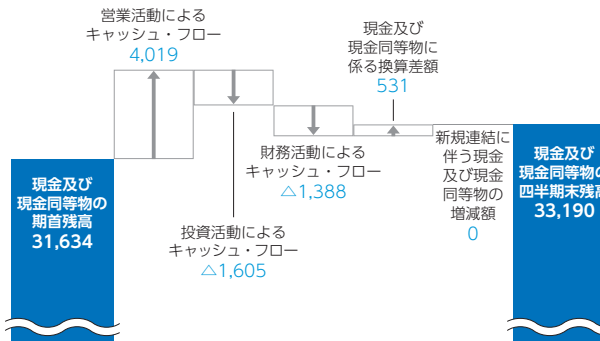 営業活動による
キャッシュ・フロー
4,019
現金及び
現金同等物に
係る換算差額
531
現金及び
現金同等物の
期首残高
31,634
財務活動による
キャッシュ・フロー
△1,388
投資活動による
キャッシュ・フロー
△1,605
新規連結に
伴う現金
及び現金
同等物の
増減額
0
現金及び
現金同等物の
四半期末残高
33,190